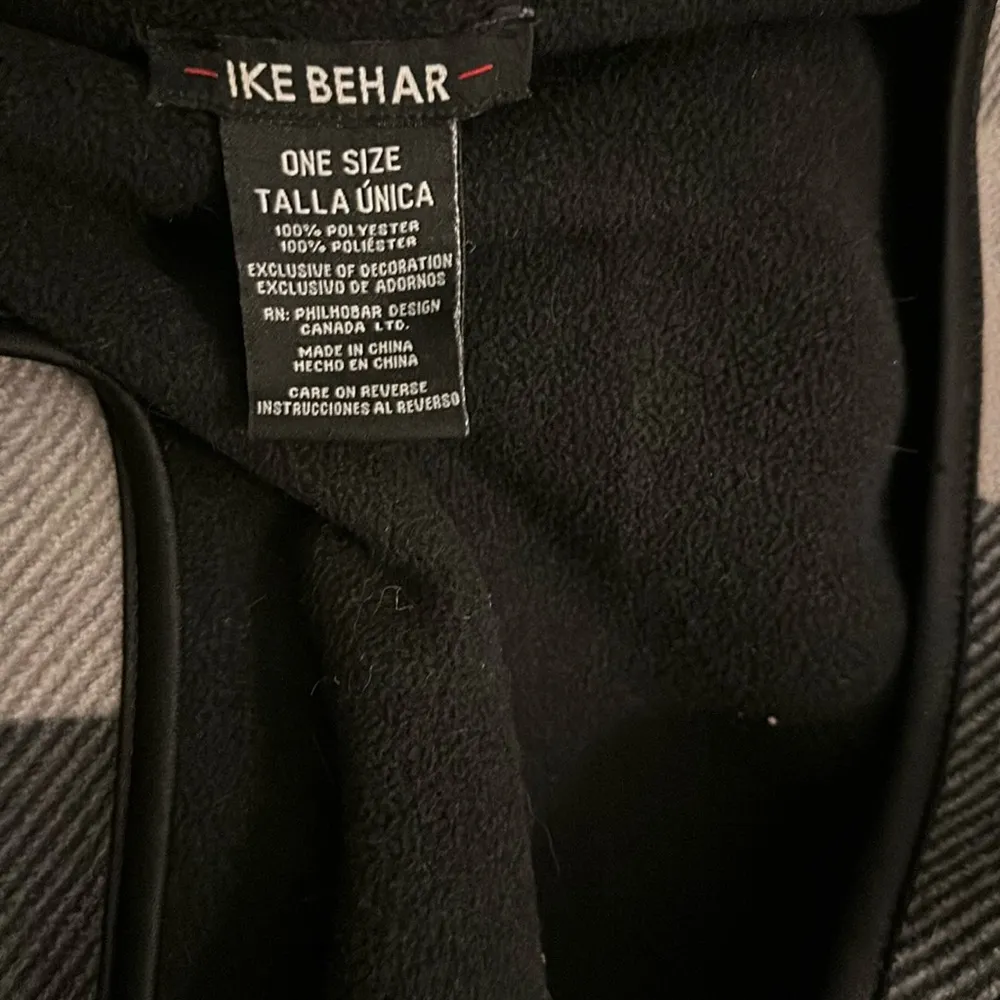 IKE BEHAR
ONE SIZE
TALLA ÚNICA
100% POLYESTER
100% POLIÉSTER
EXCLUSIVE OF DECORATION
EXCLUSIVO DE ADORNOS
RN: PHILHOBAR DESIGN
CANADA LTD.
MADE IN CHINA
HECHO EN CHINA
CARE ON REVERSE
INSTRUCCIONES AL REVERSO